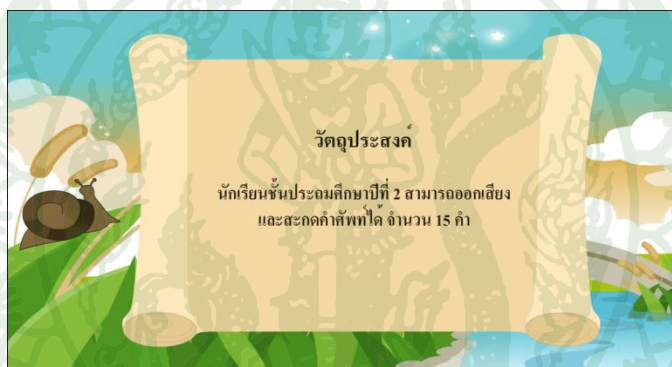 วัตถุประสงค์
นักเรียนชั้นประถมศึกษาปีที่ 2 สามารถออกเสียง
และสะกดคำศัพท์ได้ จำนวน 15 คำ